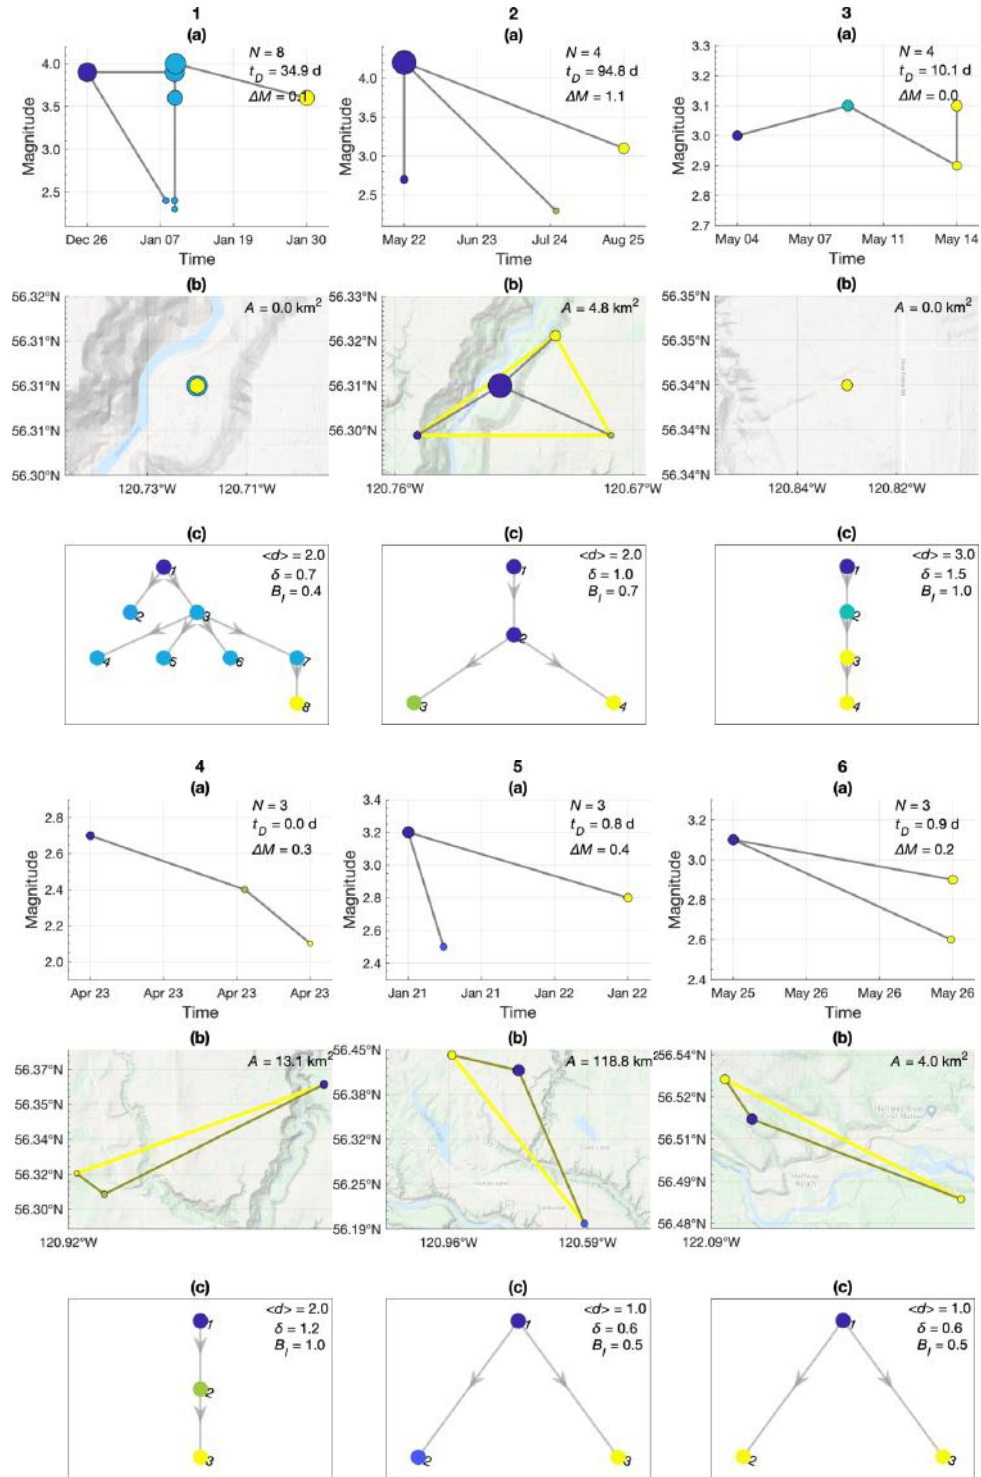 1
(a)
N = 8
t_D = 34.9 d
ΔM = 0.1
4.0
3.5
3.0
2.5
Magnitude
Dec 26
Jan 07
Jan 19
Jan 30
Time
2
(a)
N = 4
t_D = 94.8 d
ΔM = 1.1
4.0
3.5
3.0
2.5
Magnitude
May 22
Jun 23
Jul 24
Aug 25
Time
3
(a)
N = 4
t_D = 10.1 d
ΔM = 0.0
3.3
3.2
3.1
3.0
2.9
2.8
2.7
Magnitude
May 04
May 07
May 11
May 14
Time
(b)
A = 0.0 km²
56.32°N
56.31°N
56.31°N
56.31°N
56.30°N
120.73°W
120.71°W
(b)
A = 4.8 km²
56.33°N
56.32°N
56.31°N
56.30°N
120.76°W
120.67°W
(b)
A = 0.0 km²
56.35°N
56.35°N
56.34°N
56.34°N
56.34°N
120.84°W
120.82°W
(c)
<d> = 2.0
δ = 0.7
B_l = 0.4
1
2
3
4
5
6
7
8
(c)
<d> = 2.0
δ = 1.0
B_l = 0.7
1
2
3
4
(c)
<d> = 3.0
δ = 1.5
B_l = 1.0
1
2
3
4
4
(a)
N = 3
t_D = 0.0 d
ΔM = 0.3
2.8
2.6
2.4
2.2
2.0
Magnitude
Apr 23
Apr 23
Apr 23
Apr 23
Time
5
(a)
N = 3
t_D = 0.8 d
ΔM = 0.4
3.4
3.2
3.0
2.8
2.6
2.4
Magnitude
Jan 21
Jan 21
Jan 22
Jan 22
Time
6
(a)
N = 3
t_D = 0.9 d
ΔM = 0.2
3.2
3.0
2.8
2.6
2.4
Magnitude
May 25
May 26
May 26
May 26
Time
(b)
A = 13.1 km²
56.37°N
56.35°N
56.34°N
56.32°N
56.30°N
120.92°W
(b)
A = 118.8 km
56.45°N
56.38°N
56.32°N
56.25°N
56.19°N
120.96°W
120.59°W
(b)
A = 4.0 km²
56.54°N
56.52°N
56.51°N
56.49°N
56.48°N
122.09°W
(c)
<d> = 2.0
δ = 1.2
B_l = 1.0
1
2
3
(c)
<d> = 1.0
δ = 0.6
B_l = 0.5
1
2
3
(c)
<d> = 1.0
δ = 0.6
B_l = 0.5
1
2
3